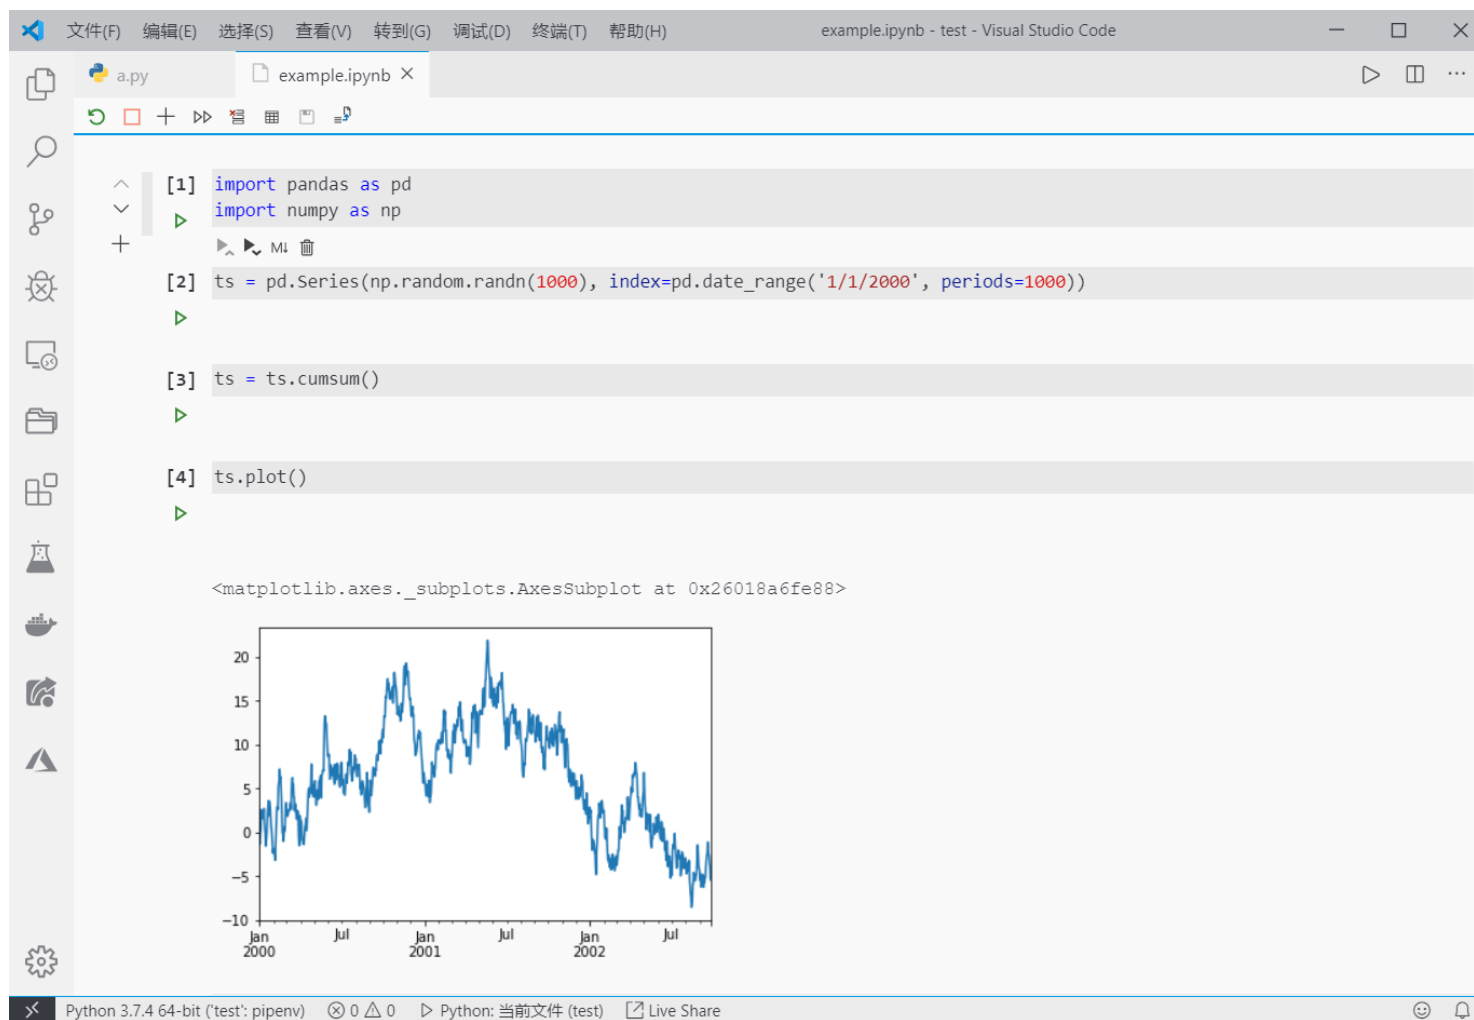 文件(F) 编辑(E) 选择(S) 查看(V) 转到(G) 调试(D) 终端(T) 帮助(H) example.ipynb - test - Visual Studio Code
a.py example.ipynb
[1] import pandas as pd
import numpy as np
M↓
[2] ts = pd.Series(np.random.randn(1000), index=pd.date_range('1/1/2000', periods=1000))
[3] ts = ts.cumsum()
[4] ts.plot()
<matplotlib.axes._subplots.AxesSubplot at 0x26018a6fe88>
20
15
10
5
0
−5
−10
Jan Jul Jan Jul Jan Jul
2000 2001 2002
Python 3.7.4 64-bit ('test': pipenv) 0 0 Python: 当前文件 (test) Live Share